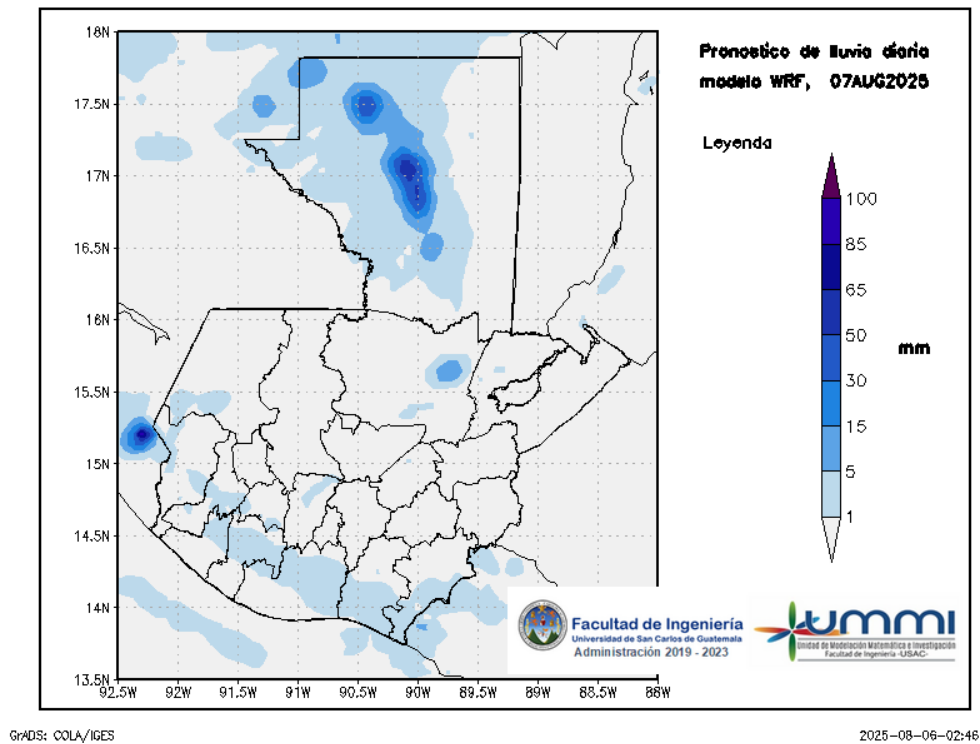 Pronostico de lluvia diaria
modelo WRF, 07AUG2025
Leyenda
100
85
65
50
30
15
5
1
mm
18N
17.5N
17N
16.5N
16N
15.5N
15N
14.5N
14N
13.5N
92.5W
92W
91.5W
91W
90.5W
90W
89.5W
89W
88.5W
88W
Facultad de Ingeniería
Universidad de San Carlos de Guatemala
Administración 2019 - 2023
ummi
Unidad de Modelación Matemática e Investigación
Facultad de Ingeniería -USAC-
GrADS: COLA/IGES
2025-08-06-02:46